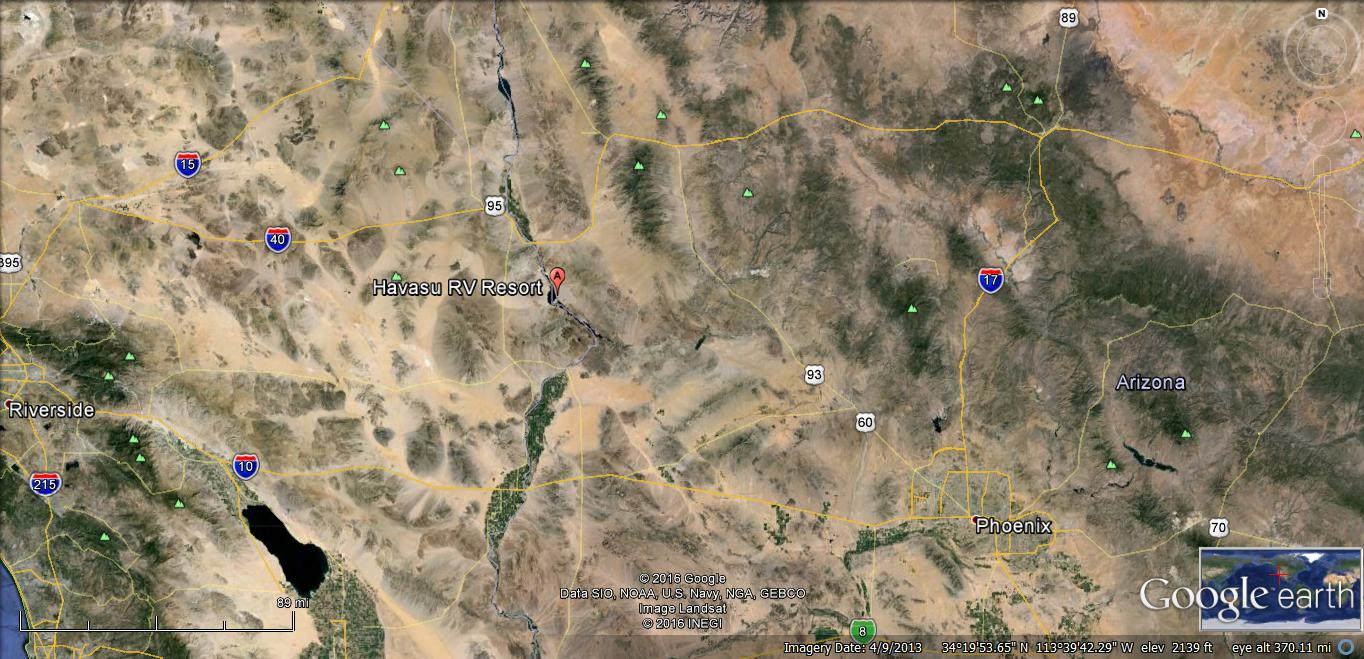 N
89
15
95
40
395
Havasu RV Resort
A
17
93
Arizona
Riverside
60
10
215
Phoenix
70
© 2016 Google
Data SIO, NOAA, U.S. Navy, NGA, GEBCO
Image Landsat
© 2016 INEGI
89 mi
Google earth
8
Imagery Date: 4/9/2013 34°19'53.65" N 113°39'42.29" W elev 2139 ft eye alt 370.11 mi